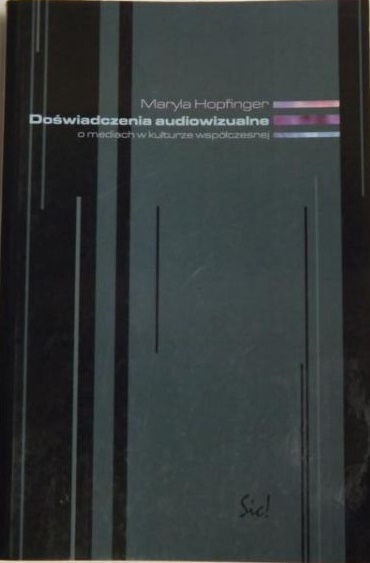 Maryla Hopfinger
Doświadczenia audiowizualne
o mediach w kulturze współczesnej
Sic!